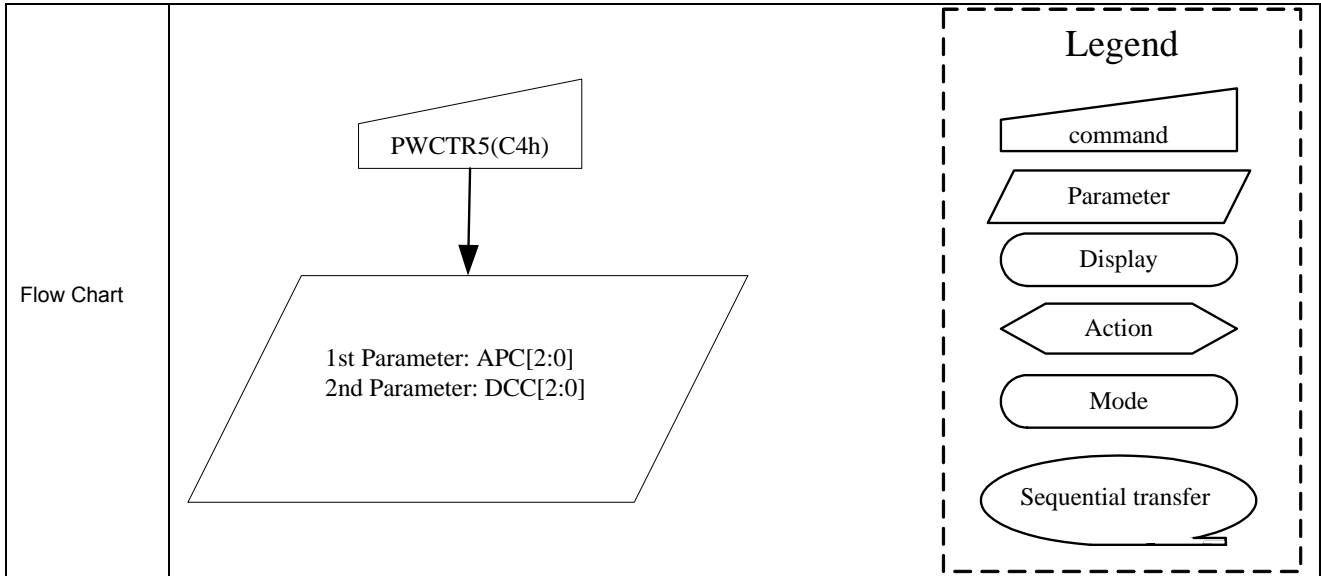 Flow Chart
PWCTR5(C4h)
1st Parameter: APC[2:0]
2nd Parameter: DCC[2:0]
Legend
command
Parameter
Display
Action
Mode
Sequential transfer